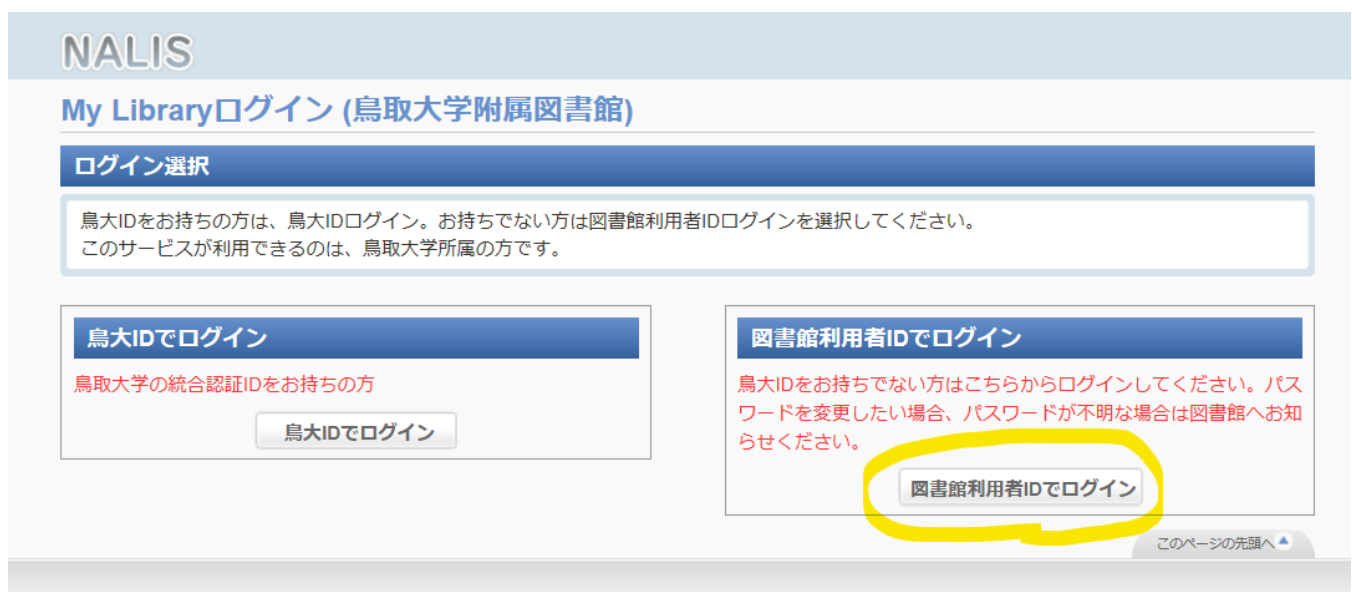 NALIS
My Libraryログイン (鳥取大学附属図書館)
ログイン選択
鳥大IDをお持ちの方は、鳥大IDログイン。お持ちでない方は図書館利用者IDログインを選択してください。
このサービスが利用できるのは、鳥取大学所属の方です。
鳥大IDでログイン
鳥取大学の統合認証IDをお持ちの方
鳥大IDでログイン
図書館利用者IDでログイン
鳥大IDをお持ちでない方はこちらからログインしてください。パス
ワードを変更したい場合、パスワードが不明な場合は図書館へお知
らせください。
図書館利用者IDでログイン
このページの先頭へ